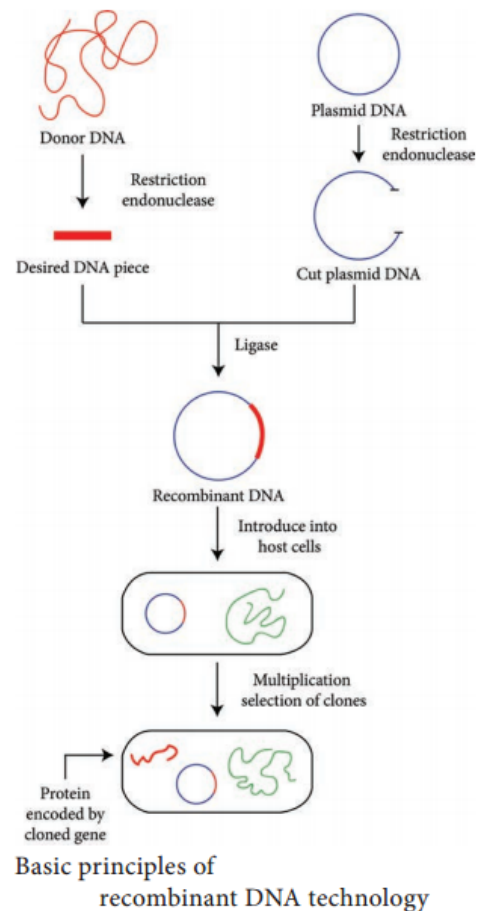 Donor DNA
Plasmid DNA
Restriction
endonuclease
Restriction
endonuclease
Desired DNA piece
Cut plasmid DNA
Ligase
Recombinant DNA
Introduce into
host cells
Multiplication
selection of clones
Protein
encoded by
cloned gene
Basic principles of
recombinant DNA technology